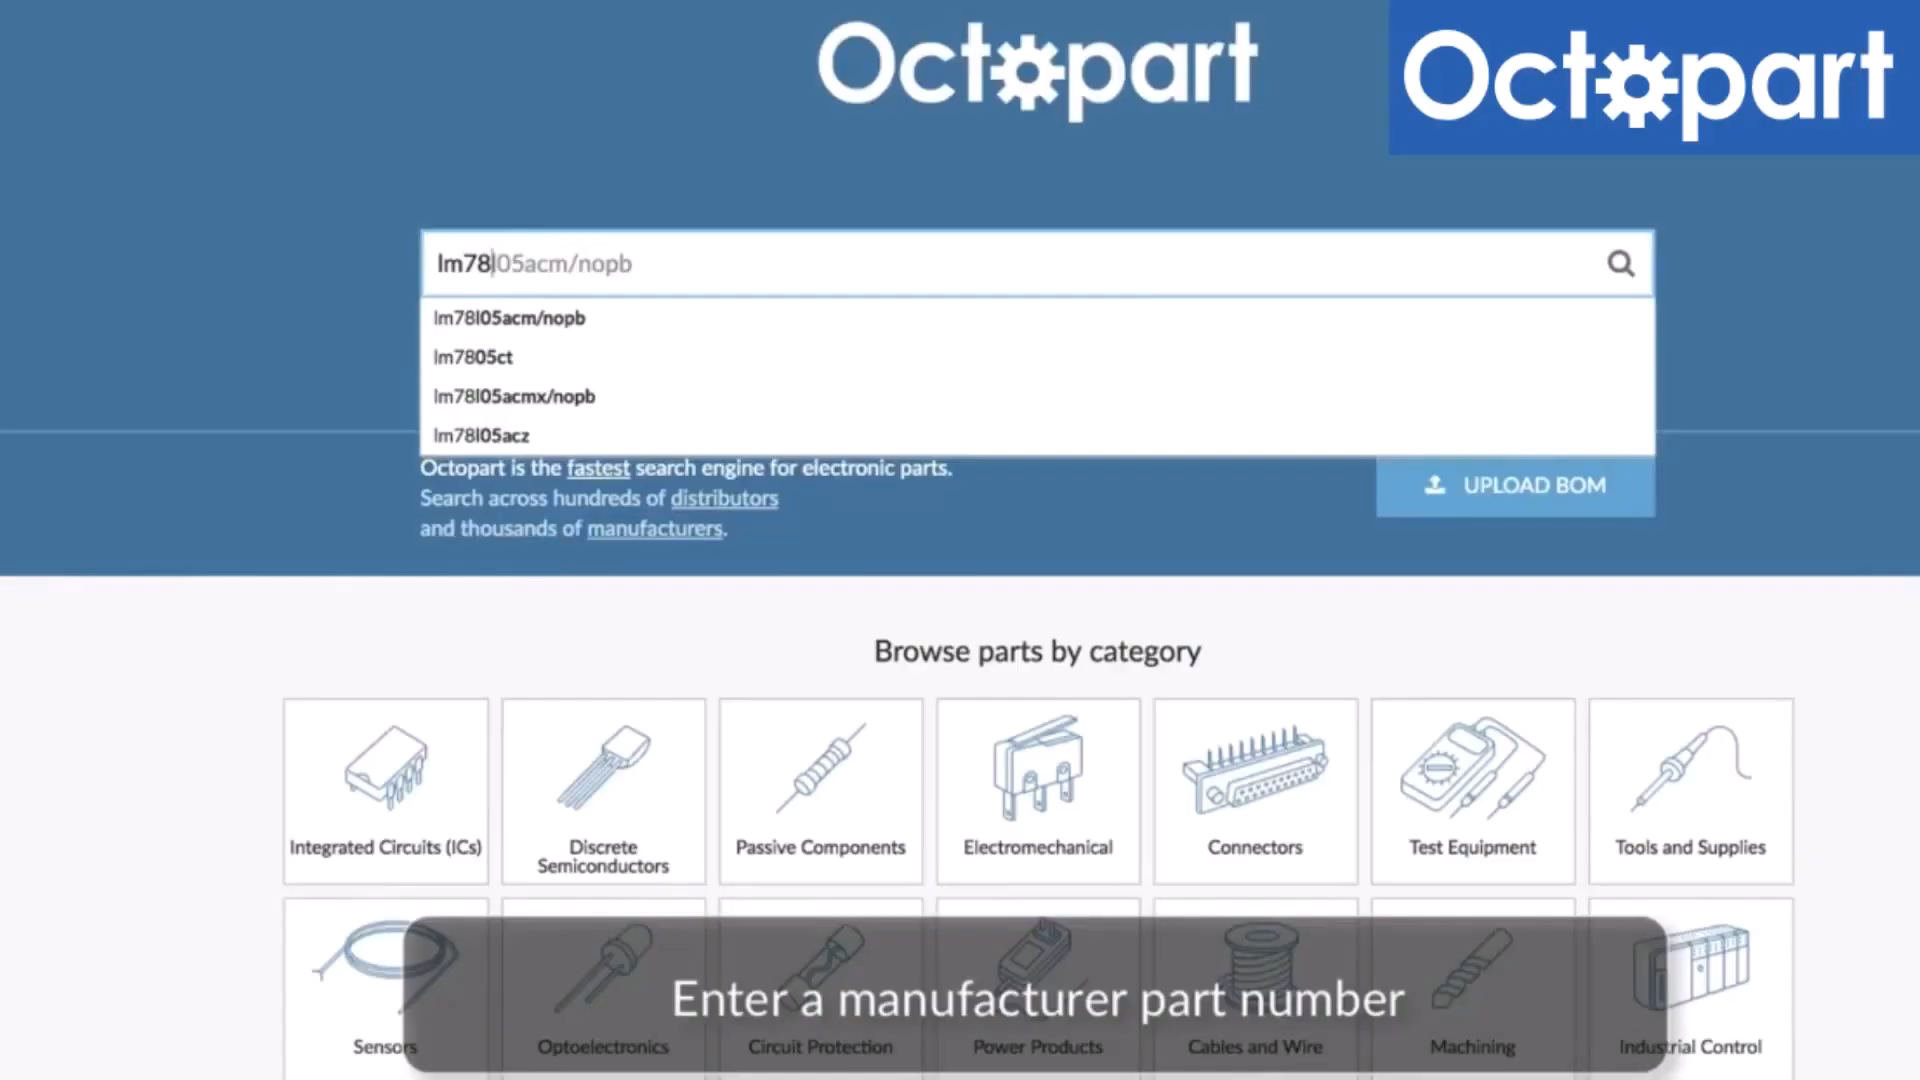 Octopart
Octopart
lm78l05acm/nopb
lm78l05acm/nopb
lm7805ct
lm78l05acmx/nopb
lm78l05acz
Octopart is the fastest search engine for electronic parts.
Search across hundreds of distributors
and thousands of manufacturers.
UPLOAD BOM
Browse parts by category
Integrated Circuits (ICs)
Discrete
Semiconductors
Passive Components
Electromechanical
Connectors
Test Equipment
Tools and Supplies
Enter a manufacturer part number
Sensors
Optoelectronics
Circuit Protection
Power Products
Cables and Wire
Machining
Industrial Control